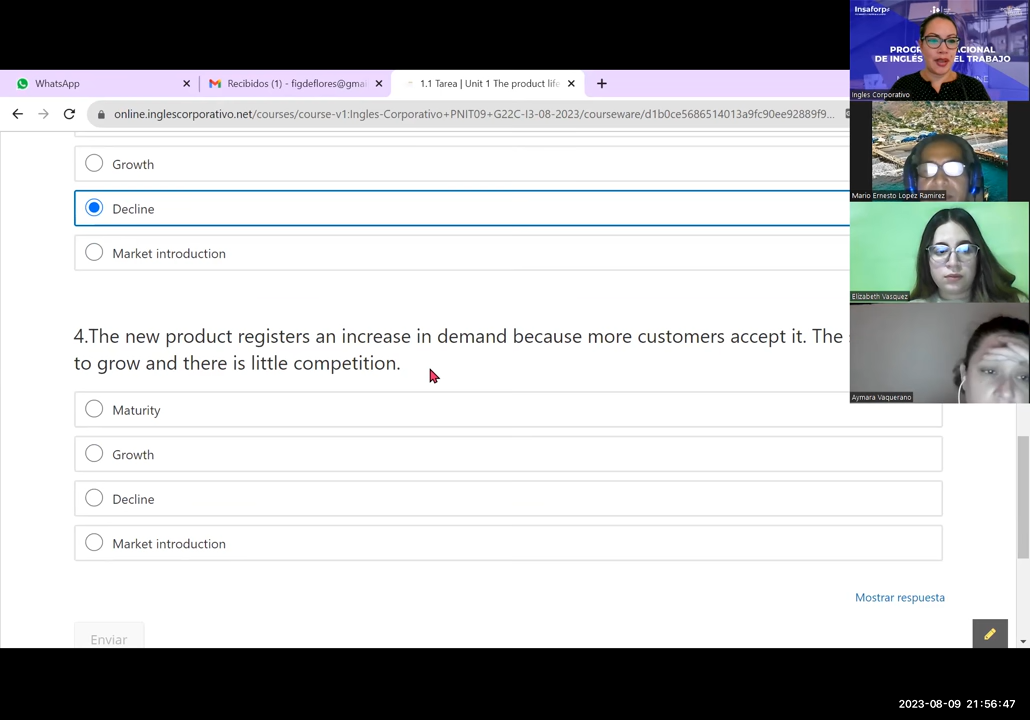 WhatsApp
Recibidos (1) - figdeflores@gmai
1.1 Tarea | Unit 1 The product life
online.inglescorporativo.net/courses/course-v1:Ingles-Corporativo+PNIT09+G22C-I3-08-2023/courseware/d1b0ce5686514013a9fc90ee92889f9...
Growth
Decline
Market introduction
4.The new product registers an increase in demand because more customers accept it. The
to grow and there is little competition.
Maturity
Growth
Decline
Market introduction
Mostrar respuesta
Enviar
Insaforp
PROGR
CIONAL
DE INGLÉS
EL TRABAJO
Ingles Corporativo
Mario Ernesto Lopez Ramirez
Elizabeth Vasquez
Aymara Vaquerano
2023-08-09 21:56:47